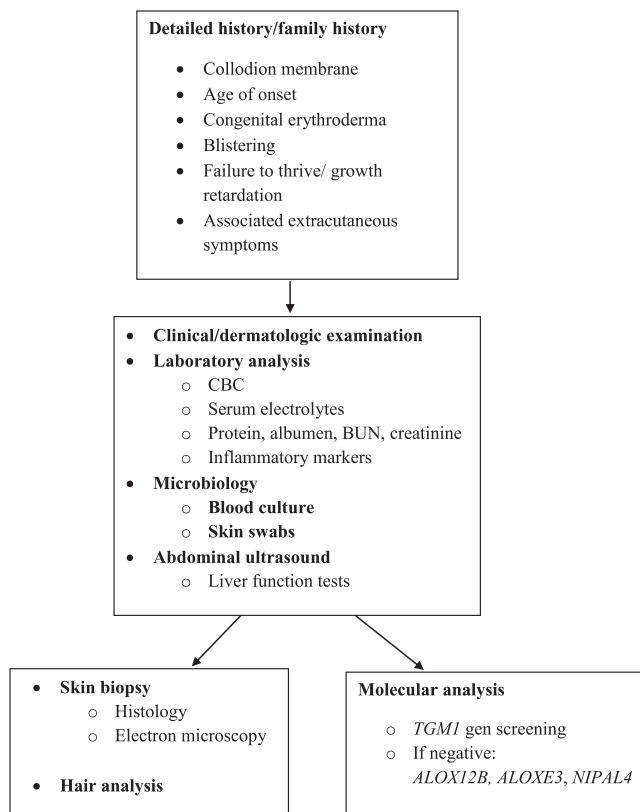 Detailed history/family history
• Collodion membrane
• Age of onset
• Congenital erythroderma
• Blistering
• Failure to thrive/ growth
retardation
• Associated extracutaneous
symptoms
• Clinical/dermatologic examination
• Laboratory analysis
o CBC
o Serum electrolytes
o Protein, albumen, BUN, creatinine
o Inflammatory markers
• Microbiology
o Blood culture
o Skin swabs
• Abdominal ultrasound
o Liver function tests
• Skin biopsy
o Histology
o Electron microscopy
• Hair analysis
Molecular analysis
o TGM1 gen screening
o If negative:
ALOX12B, ALOXE3, NIPAL4